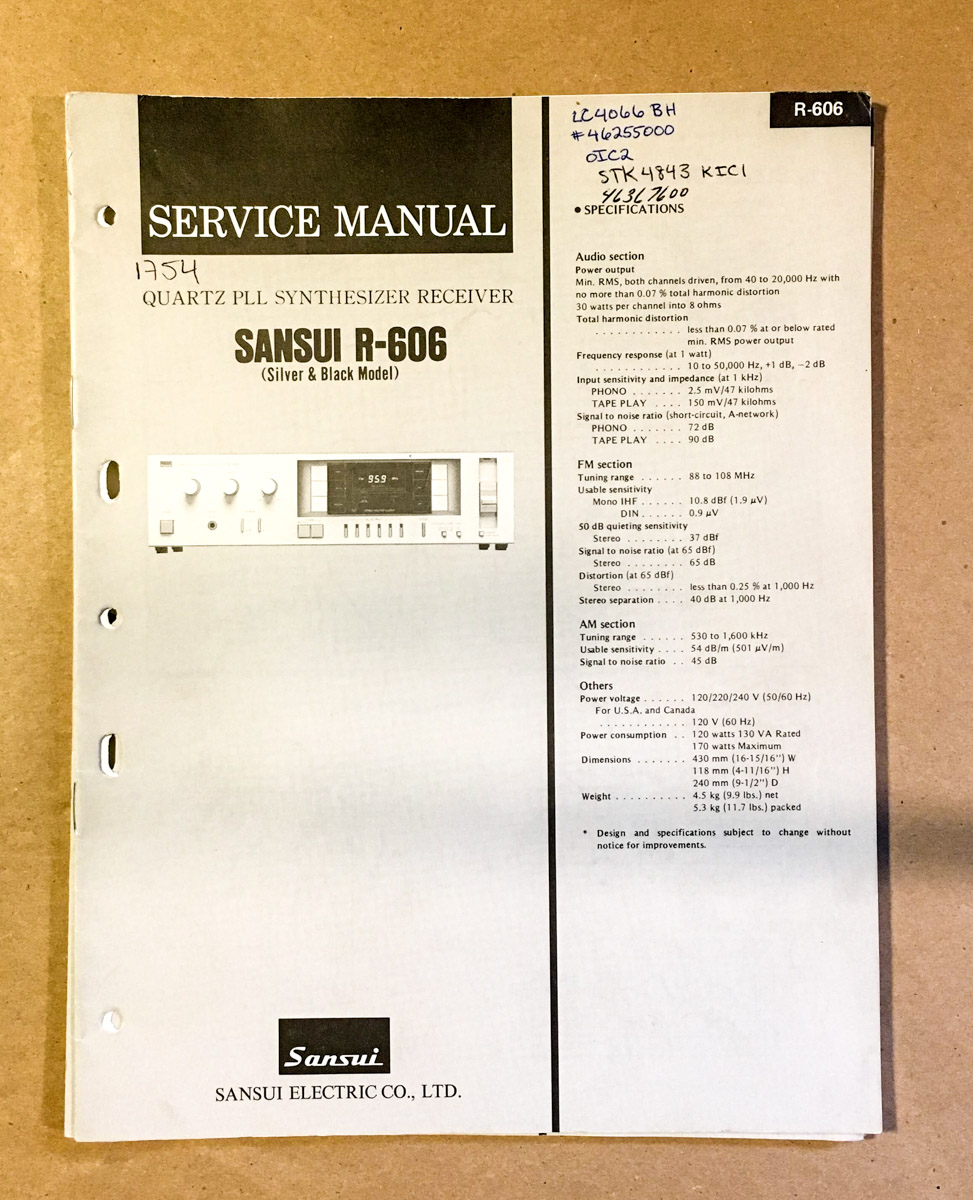 SERVICE MANUAL
1754
QUARTZ PLL SYNTHESIZER RECEIVER
SANSUI R-606
(Silver & Black Model)
95.9
Sansui
SANSUI ELECTRIC CO., LTD.
R-606
LC4066 BH
#46255000
OIC2
STK4843 KIC1
46367600
● SPECIFICATIONS
Audio section
Power output
Min. RMS, both channels driven, from 40 to 20,000 Hz with
no more than 0.07 % total harmonic distortion
30 watts per channel into 8 ohms
Total harmonic distortion
. . . . . . . . . . . . less than 0.07 % at or below rated
min. RMS power output
Frequency response (at 1 watt)
. . . . . . . . . . . . 10 to 50,000 Hz, +1 dB, −2 dB
Input sensitivity and impedance (at 1 kHz)
PHONO . . . . . . . 2.5 mV/47 kilohms
TAPE PLAY . . . . 150 mV/47 kilohms
Signal to noise ratio (short-circuit, A-network)
PHONO . . . . . . . 72 dB
TAPE PLAY . . . . 90 dB
FM section
Tuning range . . . . . . 88 to 108 MHz
Usable sensitivity
Mono IHF . . . . . . 10.8 dBf (1.9 μV)
DIN . . . . . . 0.9 μV
50 dB quieting sensitivity
Stereo . . . . . . . . 37 dBf
Signal to noise ratio (at 65 dBf)
Stereo . . . . . . . . 65 dB
Distortion (at 65 dBf)
Stereo . . . . . . . . less than 0.25 % at 1,000 Hz
Stereo separation . . . . 40 dB at 1,000 Hz
AM section
Tuning range . . . . . . 530 to 1,600 kHz
Usable sensitivity . . . . 54 dB/m (501 μV/m)
Signal to noise ratio . . 45 dB
Others
Power voltage . . . . . . 120/220/240 V (50/60 Hz)
For U.S.A. and Canada
. . . . . . . . . . . . 120 V (60 Hz)
Power consumption . . 120 watts 130 VA Rated
170 watts Maximum
Dimensions . . . . . . . 430 mm (16-15/16") W
118 mm (4-11/16") H
240 mm (9-1/2") D
Weight . . . . . . . . . . 4.5 kg (9.9 lbs.) net
5.3 kg (11.7 lbs.) packed
* Design and specifications subject to change without
notice for improvements.